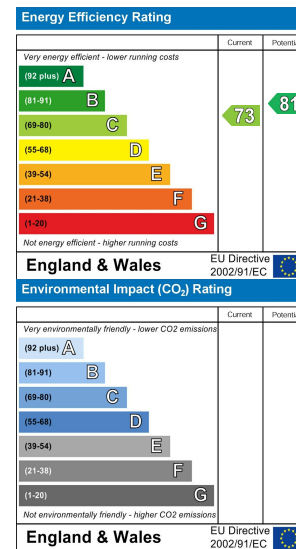 Energy Efficiency Rating
Current Potenti
Very energy efficient - lower running costs
(92 plus) A
(81-91) B
(69-80) C
(55-68) D
(39-54) E
(21-38) F
(1-20) G
73
81
Not energy efficient - higher running costs
England & Wales
EU Directive
2002/91/EC
Environmental Impact (CO₂) Rating
Current Potenti
Very environmentally friendly - lower CO2 emissions
(92 plus) A
(81-91) B
(69-80) C
(55-68) D
(39-54) E
(21-38) F
(1-20) G
Not environmentally friendly - higher CO2 emissions
England & Wales
EU Directive
2002/91/EC